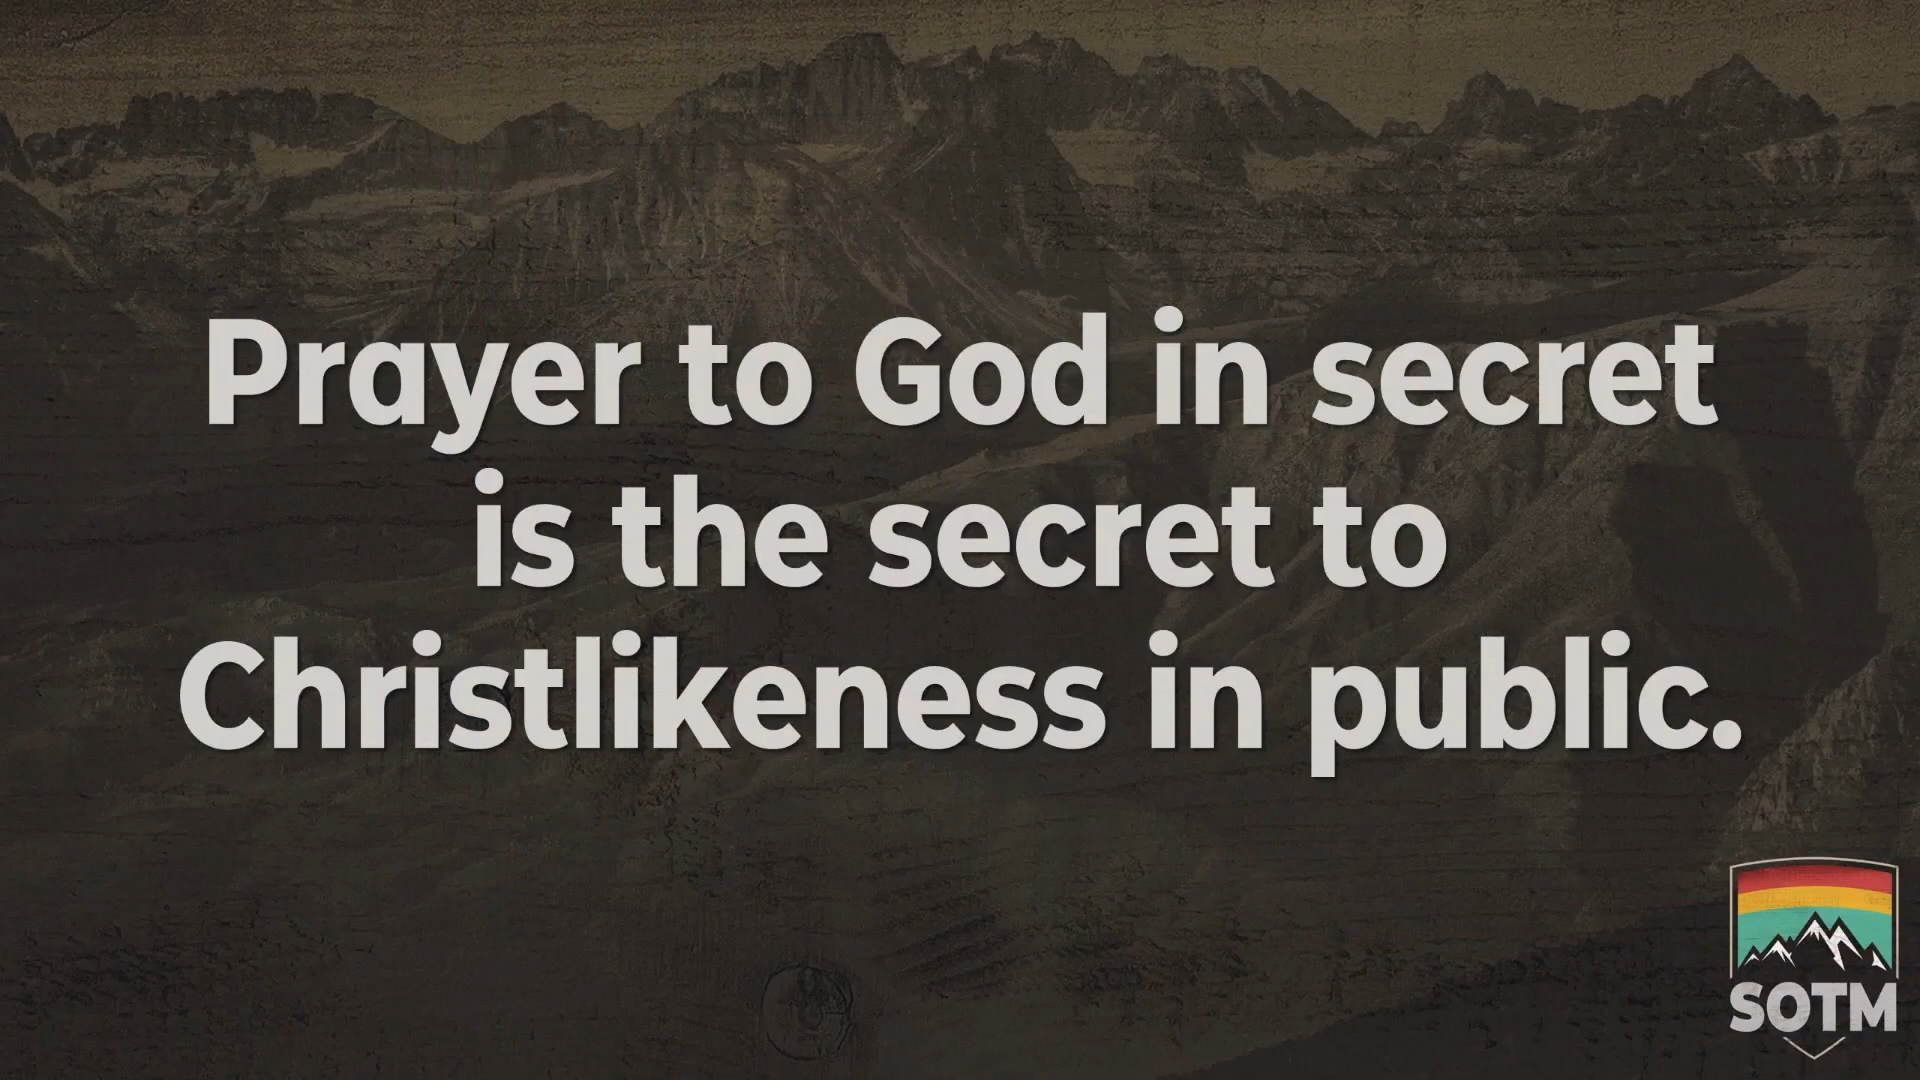 Prayer to God in secret
is the secret to
Christlikeness in public.
SOTM